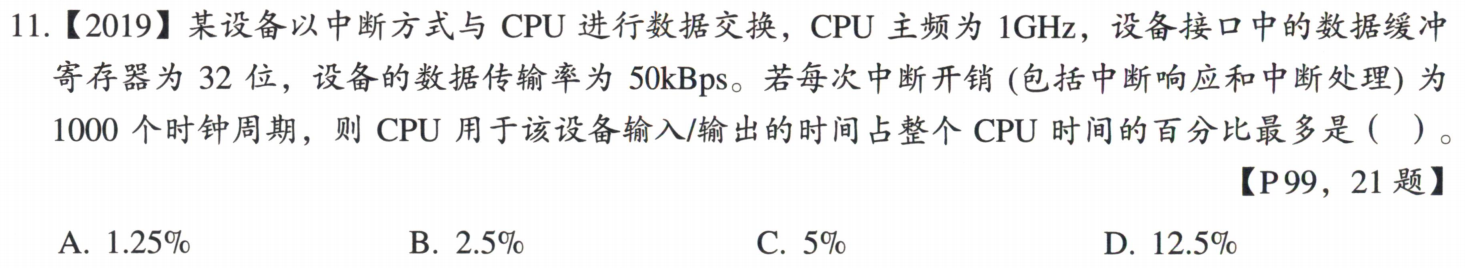 11.【2019】某设备以中断方式与 CPU 进行数据交换，CPU 主频为 1GHz，设备接口中的数据缓冲
寄存器为 32 位，设备的数据传输率为 50kBps。若每次中断开销 (包括中断响应和中断处理) 为
1000 个时钟周期，则 CPU 用于该设备输入/输出的时间占整个 CPU 时间的百分比最多是（ ）。
【P99，21 题】
A. 1.25% B. 2.5% C. 5% D. 12.5%